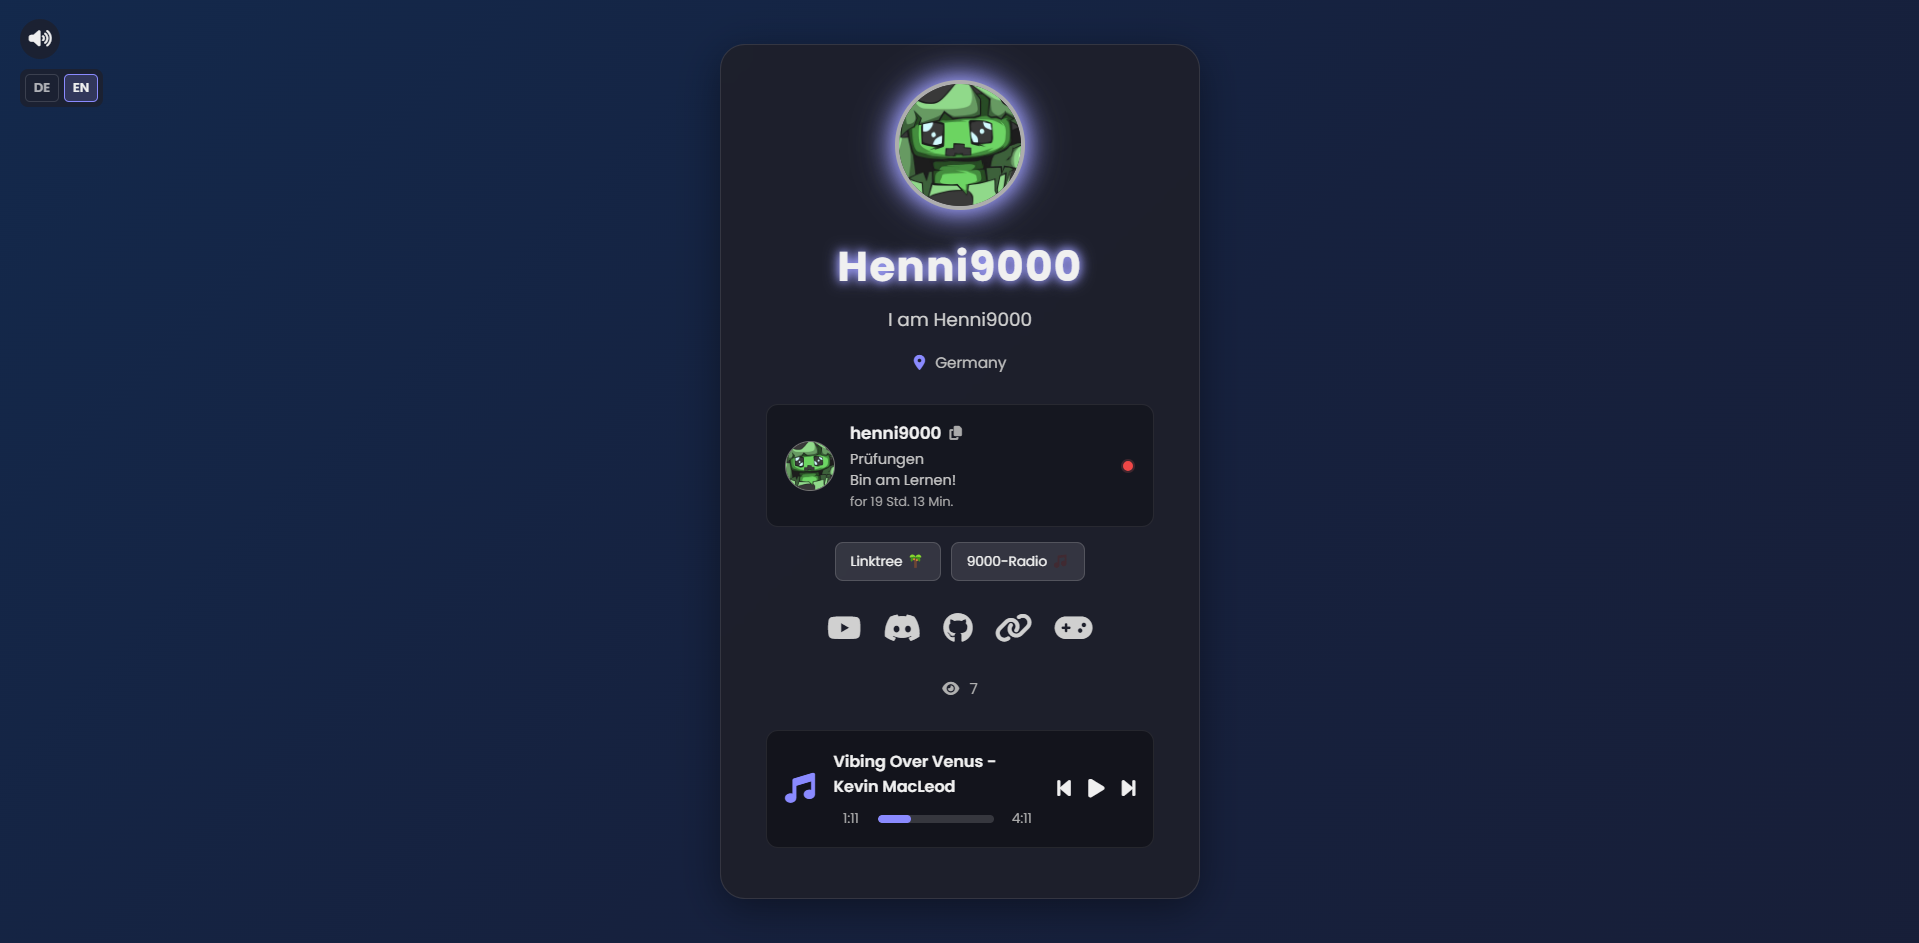 DE EN
Henni9000
I am Henni9000
Germany
henni9000
Prüfungen
Bin am Lernen!
for 19 Std. 13 Min.
Linktree 🌴 9000-Radio 🎵
7
Vibing Over Venus -
Kevin MacLeod
1:11 4:11